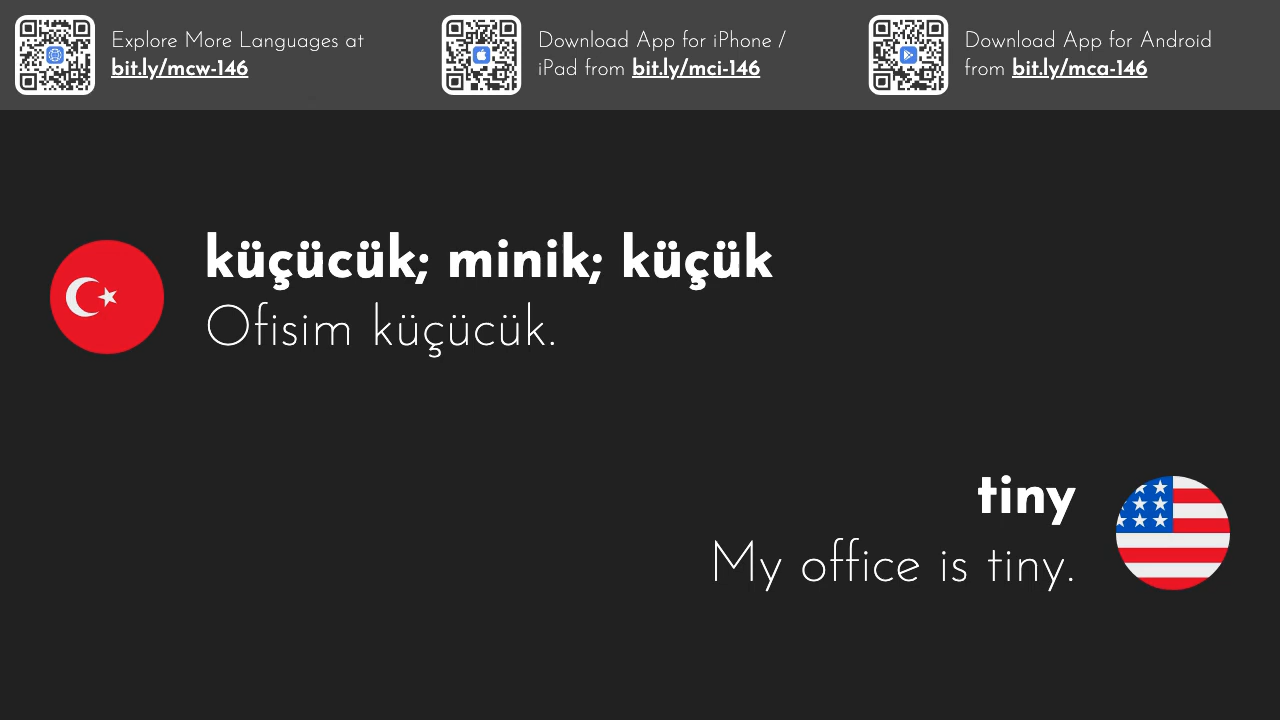 Explore More Languages at
bit.ly/mcw-146
Download App for iPhone /
iPad from bit.ly/mci-146
Download App for Android
from bit.ly/mca-146
küçücük; minik; küçük
Ofisim küçücük.
tiny
My office is tiny.